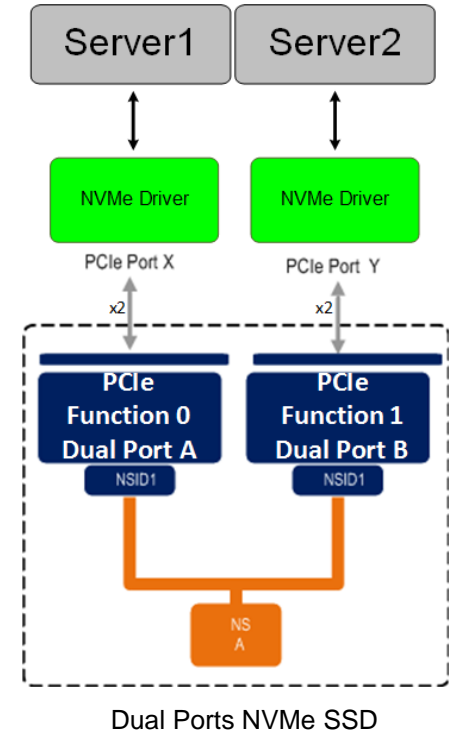 Server1
Server2
NVMe Driver
NVMe Driver
PCIe Port X
PCIe Port Y
x2
x2
PCIe
Function 0
Dual Port A
PCIe
Function 1
Dual Port B
NSID1
NSID1
NS
A
Dual Ports NVMe SSD